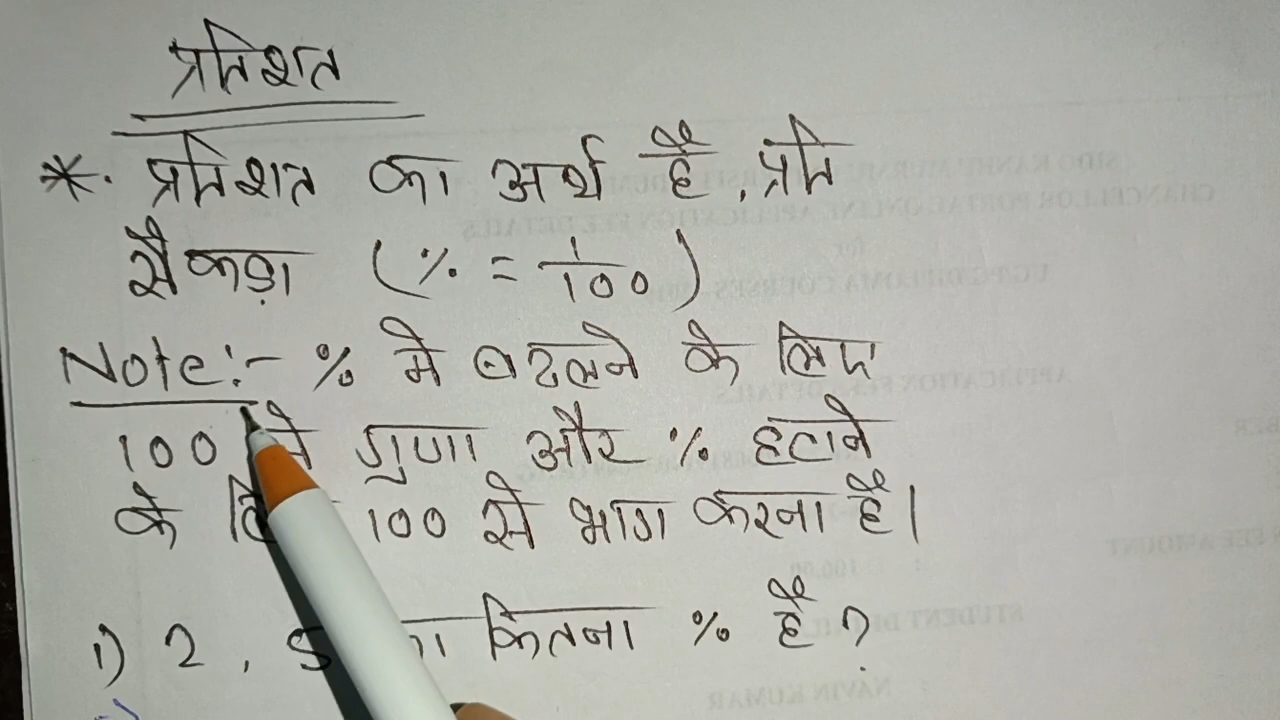 प्रतिशत
*. प्रतिशत का अर्थ है, प्रति
सैकड़ा (% = 1/100)
Note:- % मे बदलने के लिए
100 से गुणा और % हटाने
के लिए 100 से भाग करना है।
1) 2, 5 का कितना % है?